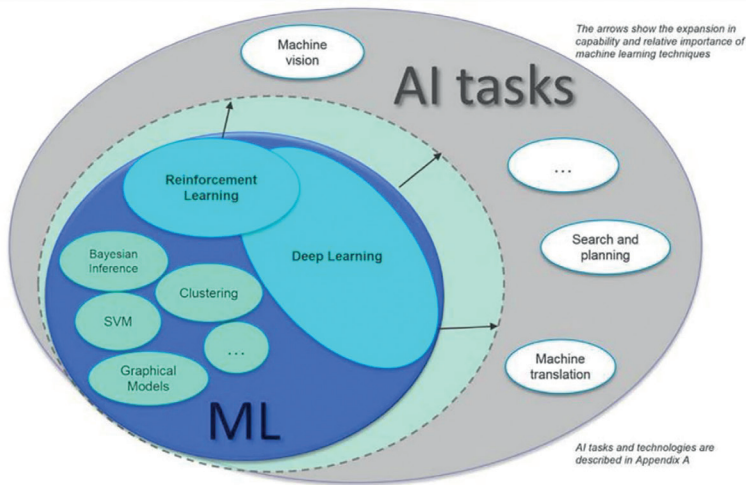 The arrows show the expansion in
capability and relative importance of
machine learning techniques
Machine
vision
AI tasks
...
Reinforcement
Learning
Deep Learning
Search and
planning
Bayesian
Inference
Clustering
SVM
...
Graphical
Models
Machine
translation
ML
AI tasks and technologies are
described in Appendix A